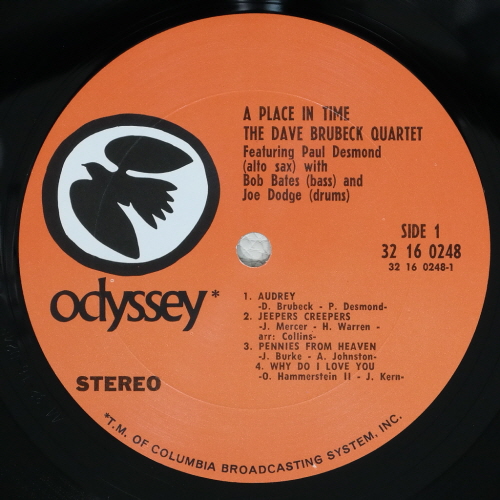 A PLACE IN TIME
THE DAVE BRUBECK QUARTET
Featuring Paul Desmond
(alto sax) with
Bob Bates (bass) and
Joe Dodge (drums)
SIDE 1
32 16 0248
32 16 0248-1
odyssey*
1. AUDREY
-D. Brubeck - P. Desmond-
2. JEEPERS CREEPERS
-J. Mercer - H. Warren -
arr: Collins-
3. PENNIES FROM HEAVEN
-J. Burke - A. Johnston-
4. WHY DO I LOVE YOU
-O. Hammerstein II - J. Kern-
STEREO
*T.M. OF COLUMBIA BROADCASTING SYSTEM, INC.